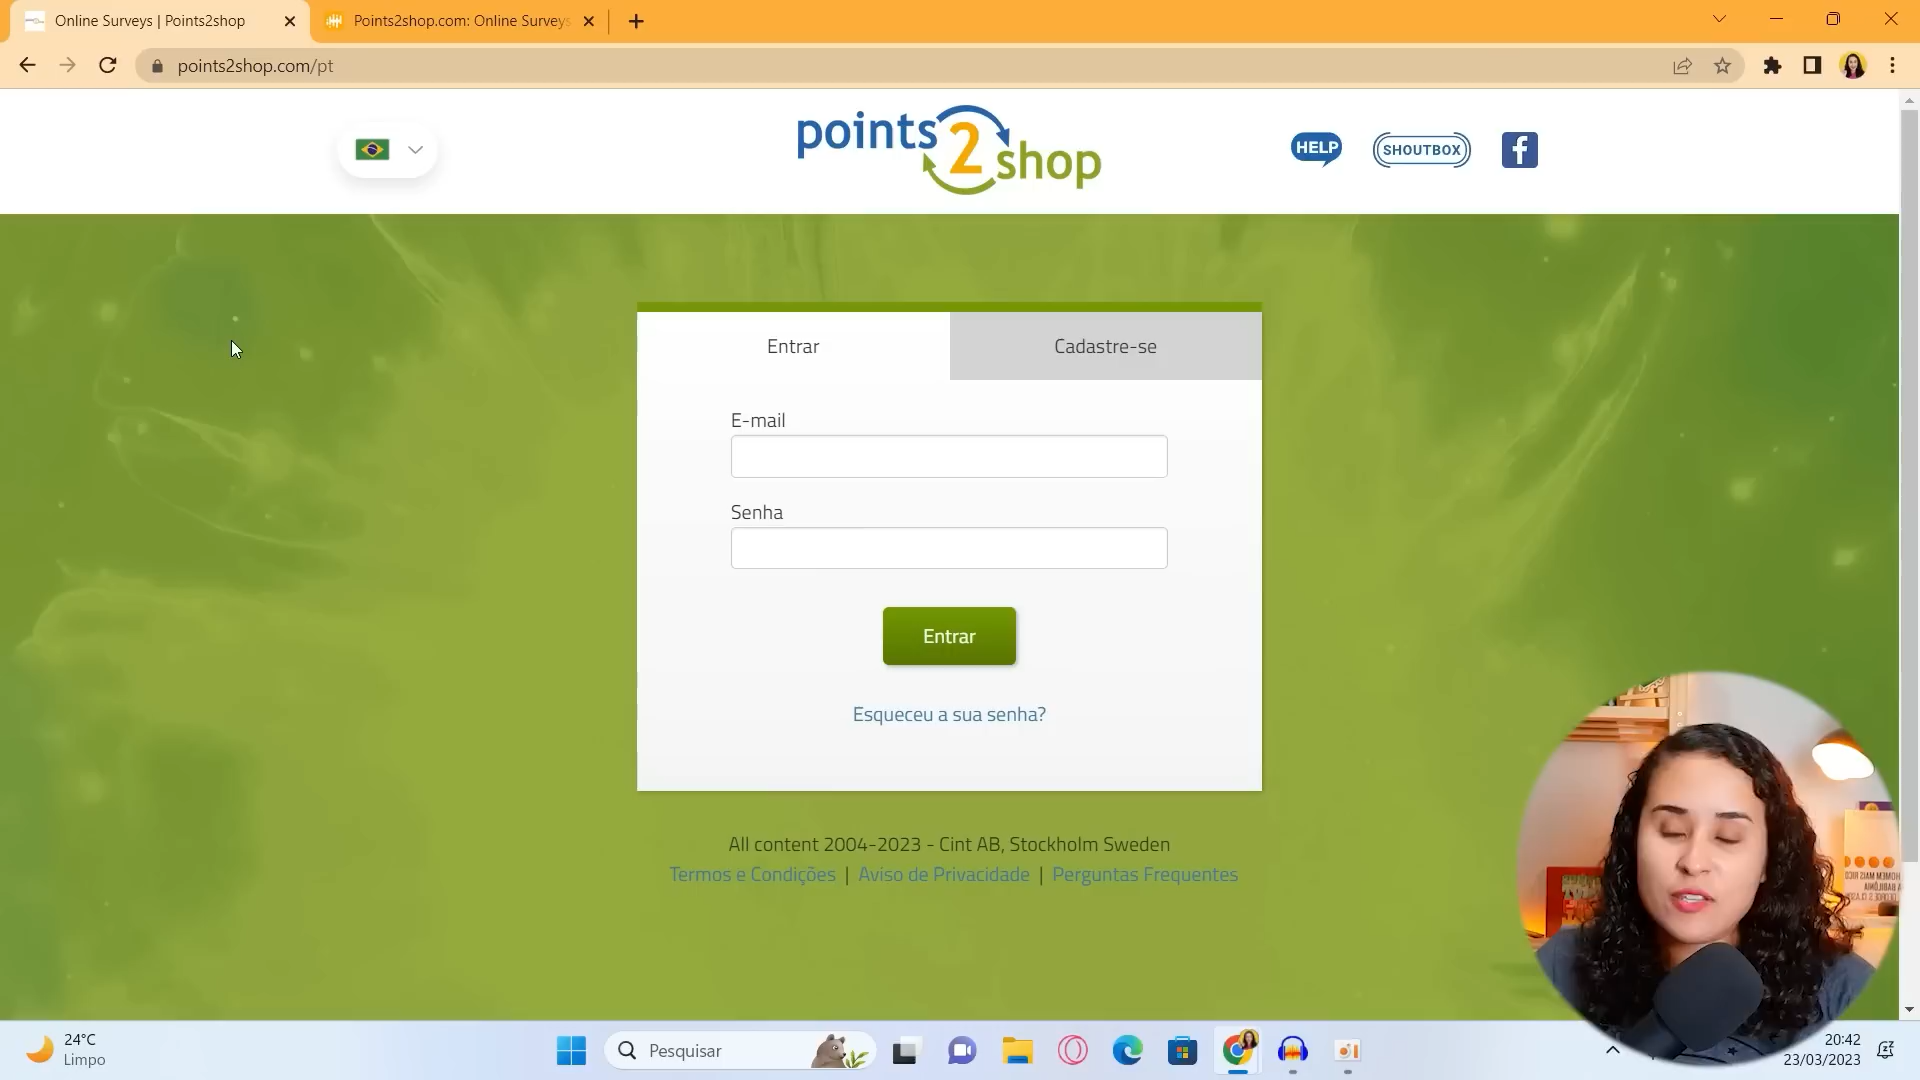 Online Surveys | Points2shop
Points2shop.com: Online Surveys
points2shop.com/pt
points2shop
HELP
SHOUTBOX
Entrar
Cadastre-se
E-mail
Senha
Entrar
Esqueceu a sua senha?
All content 2004-2023 - Cint AB, Stockholm Sweden
Termos e Condições | Aviso de Privacidade | Perguntas Frequentes
24°C
Limpo
Pesquisar
20:42
23/03/2023